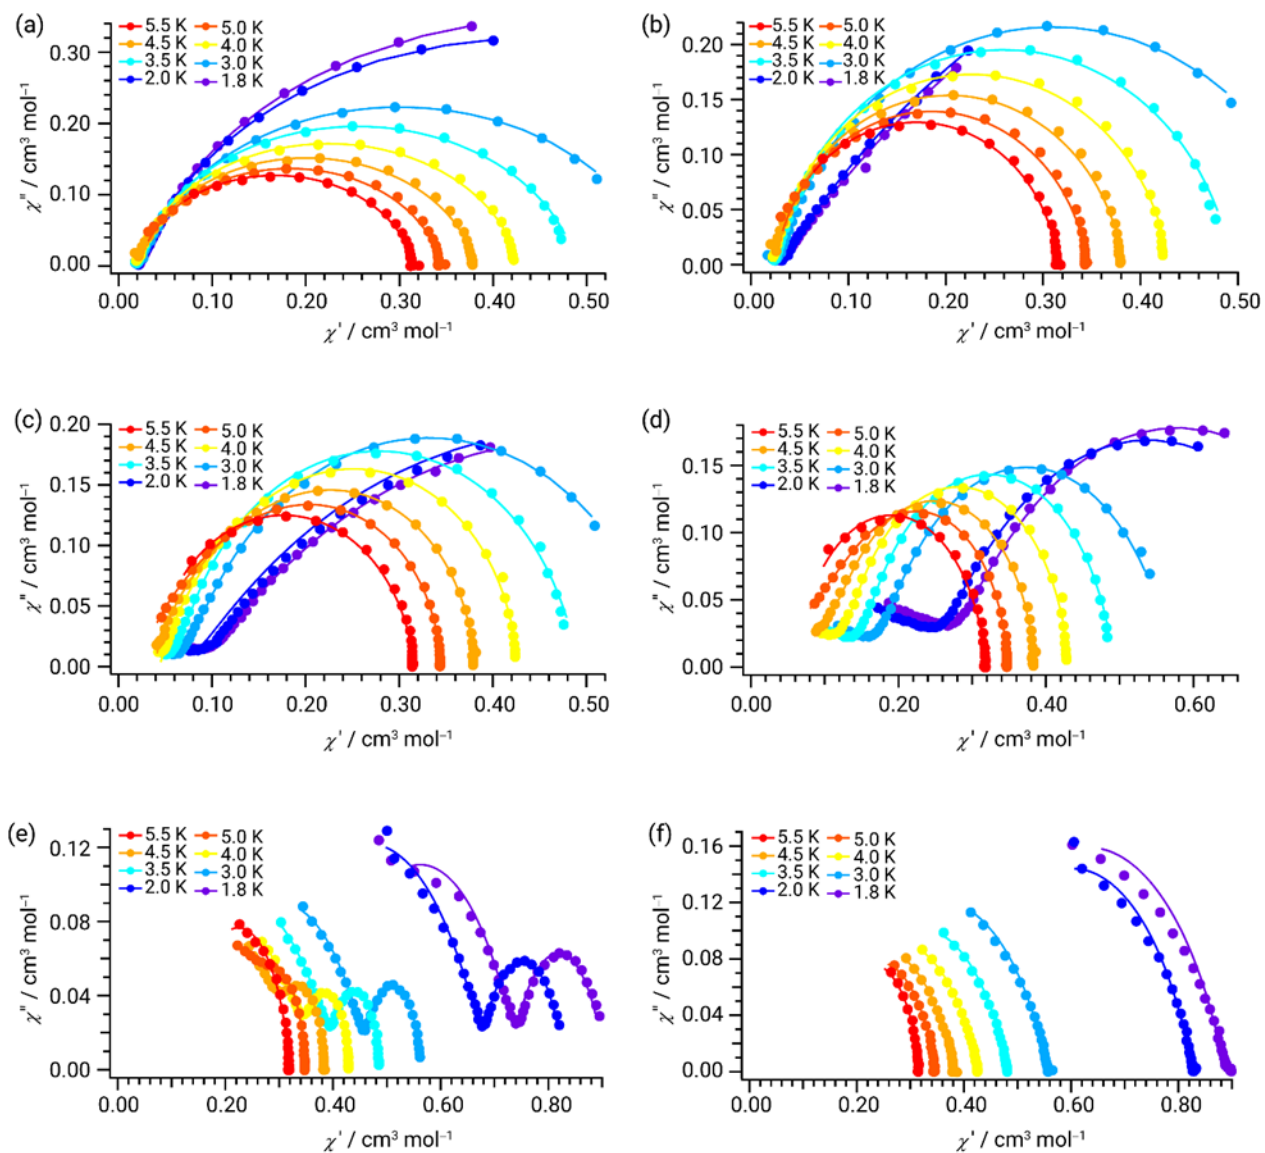 (a)
5.5 K 5.0 K
4.5 K 4.0 K
3.5 K 3.0 K
2.0 K 1.8 K
0.30
0.20
0.10
0.00
χ" / cm³ mol⁻¹
0.00 0.10 0.20 0.30 0.40 0.50
χ' / cm³ mol⁻¹
(b)
5.5 K 5.0 K
4.5 K 4.0 K
3.5 K 3.0 K
2.0 K 1.8 K
0.20
0.15
0.10
0.05
0.00
χ" / cm³ mol⁻¹
0.00 0.10 0.20 0.30 0.40 0.50
χ' / cm³ mol⁻¹
(c)
5.5 K 5.0 K
4.5 K 4.0 K
3.5 K 3.0 K
2.0 K 1.8 K
0.20
0.15
0.10
0.05
0.00
χ" / cm³ mol⁻¹
0.00 0.10 0.20 0.30 0.40 0.50
χ' / cm³ mol⁻¹
(d)
5.5 K 5.0 K
4.5 K 4.0 K
3.5 K 3.0 K
2.0 K 1.8 K
0.15
0.10
0.05
0.00
χ" / cm³ mol⁻¹
0.00 0.20 0.40 0.60
χ' / cm³ mol⁻¹
(e)
5.5 K 5.0 K
4.5 K 4.0 K
3.5 K 3.0 K
2.0 K 1.8 K
0.12
0.08
0.04
0.00
χ" / cm³ mol⁻¹
0.00 0.20 0.40 0.60 0.80
χ' / cm³ mol⁻¹
(f)
5.5 K 5.0 K
4.5 K 4.0 K
3.5 K 3.0 K
2.0 K 1.8 K
0.16
0.12
0.08
0.04
0.00
χ" / cm³ mol⁻¹
0.00 0.20 0.40 0.60 0.80
χ' / cm³ mol⁻¹